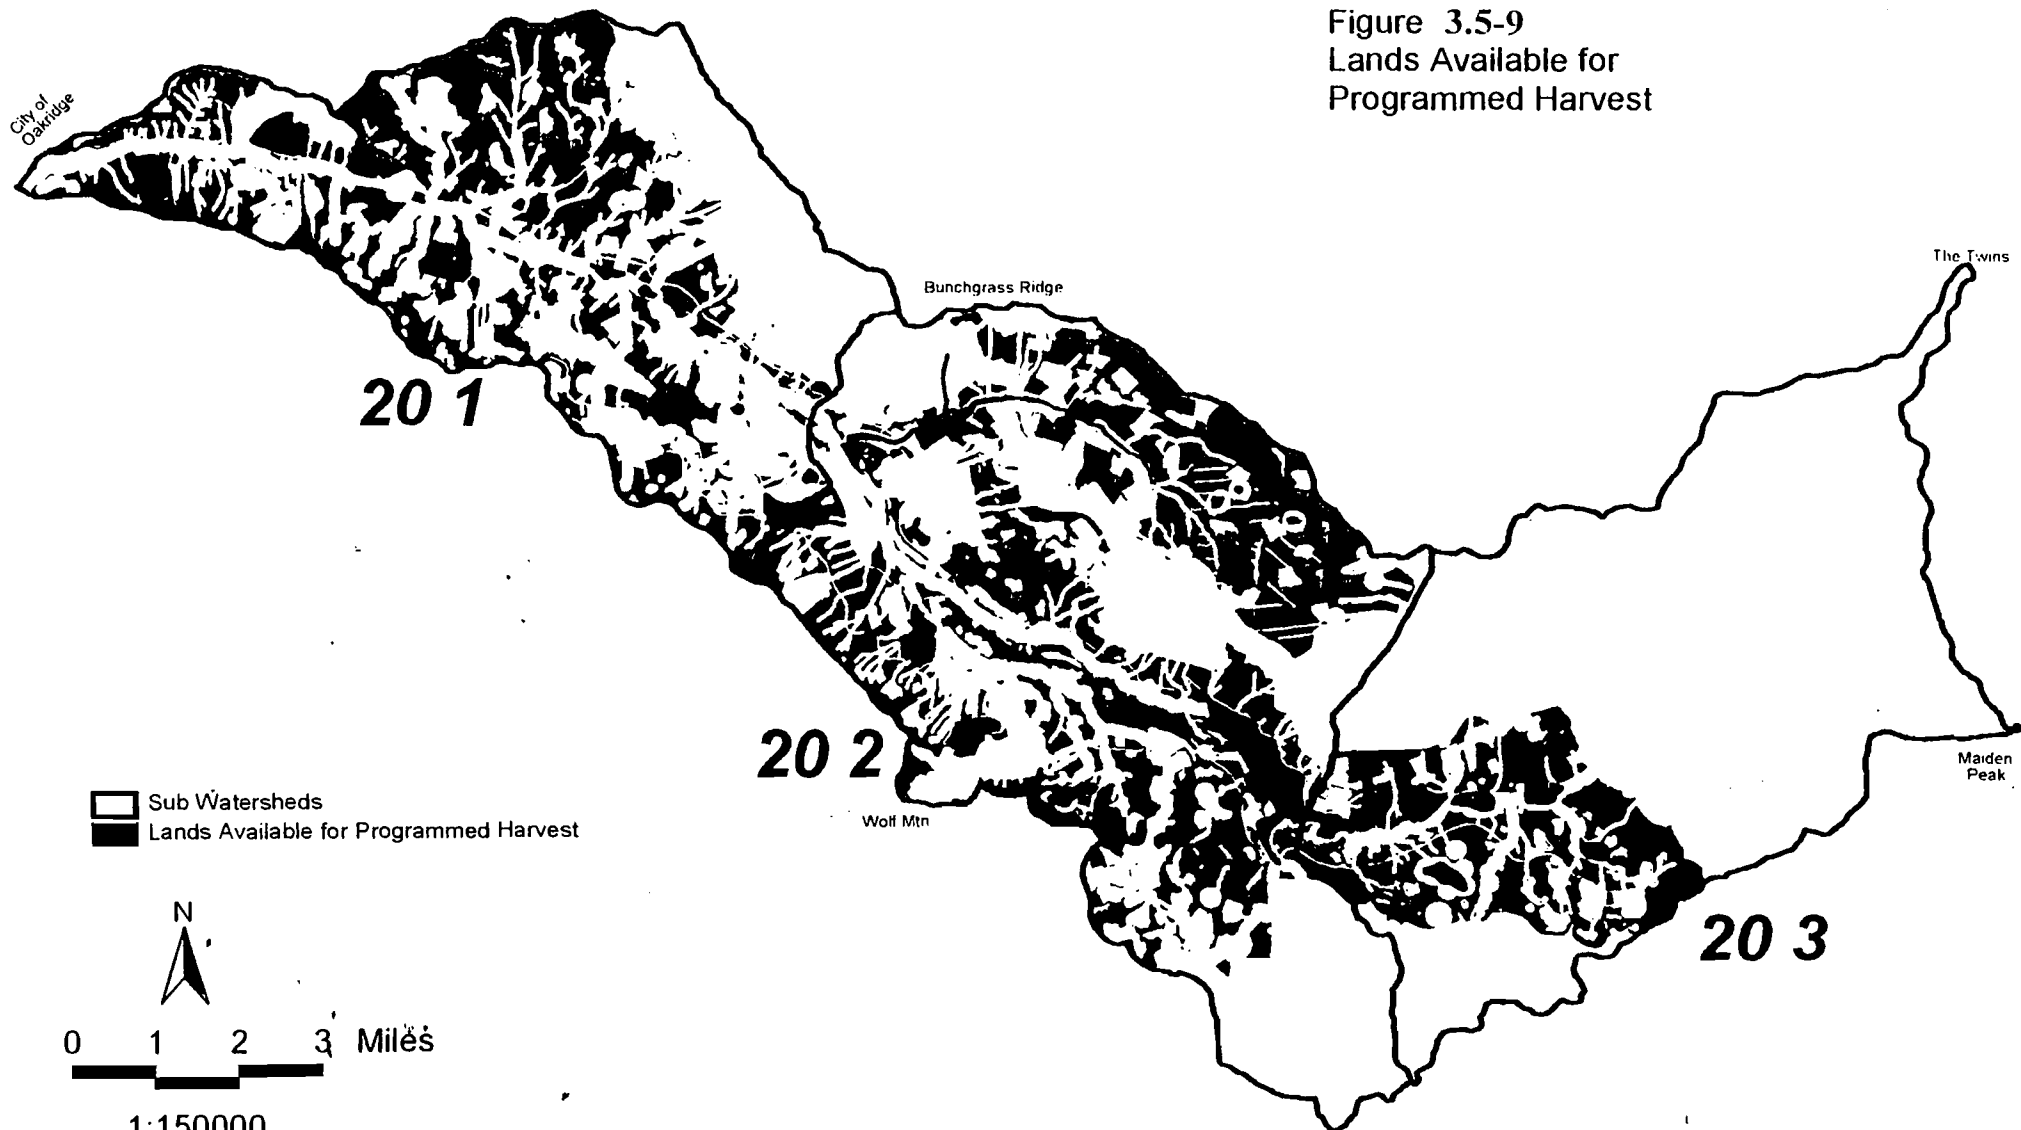 Figure 3.5-9
Lands Available for
Programmed Harvest
City of
Oakridge
The Twins
Bunchgrass Ridge
20 1
20 2
Maiden
Peak
Sub Watersheds
Lands Available for Programmed Harvest
Wolf Mtn
20 3
N
0 1 2 3 Miles
1:150000